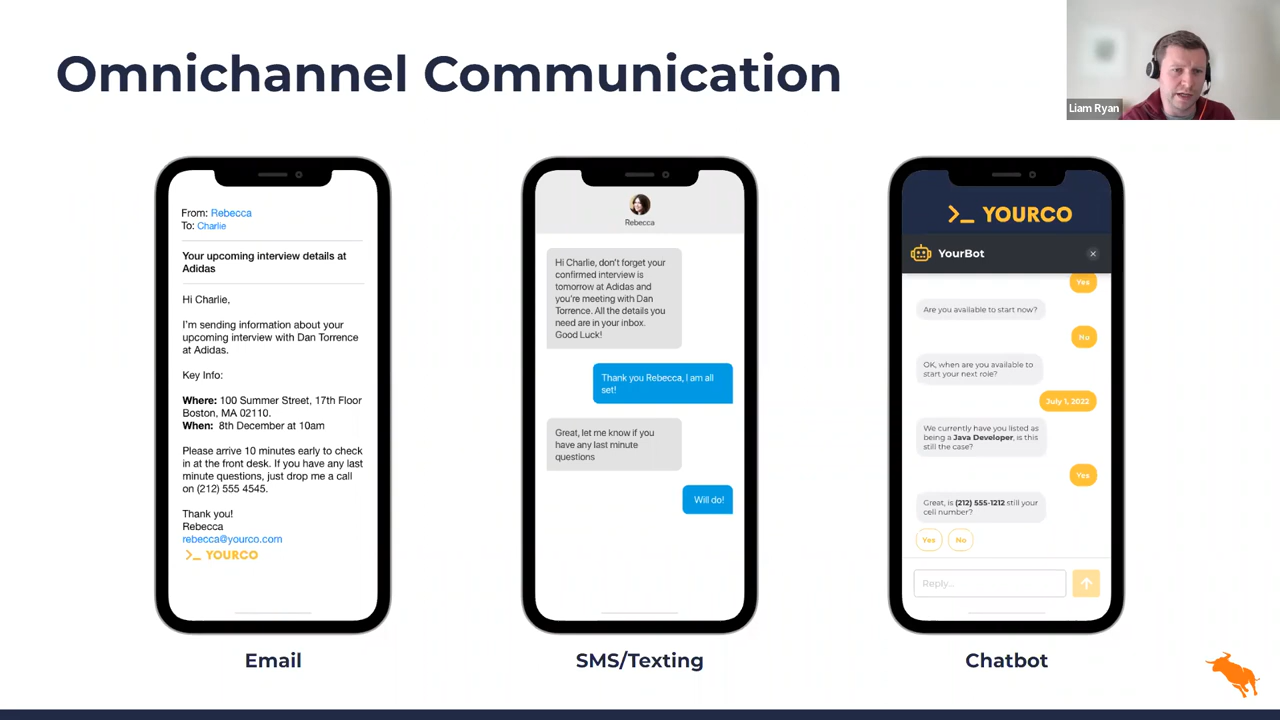 Omnichannel Communication
Liam Ryan
From: Rebecca
To: Charlie
Your upcoming interview details at
Adidas
Hi Charlie,
I'm sending information about your
upcoming interview with Dan Torrence
at Adidas.
Key Info:
Where: 100 Summer Street, 17th Floor
Boston, MA 02110.
When: 8th December at 10am
Please arrive 10 minutes early to check
in at the front desk. If you have any last
minute questions, just drop me a call
on (212) 555 4545.
Thank you!
Rebecca
rebecca@yourco.com
>_ YOURCO
Email
Rebecca
Hi Charlie, don't forget your
confirmed interview is
tomorrow at Adidas and
you're meeting with Dan
Torrence. All the details you
need are in your inbox.
Good Luck!
Thank you Rebecca, I am all
set!
Great, let me know if you
have any last minute
questions
Will do!
SMS/Texting
>_ YOURCO
YourBot
Yes
Are you available to start now?
No
OK, when are you available to
start your next role?
July 1, 2022
We currently have you listed as
being a Java Developer, is this
still the case?
Yes
Great, is (212) 555-1212 still your
cell number?
Yes No
Reply...
Chatbot